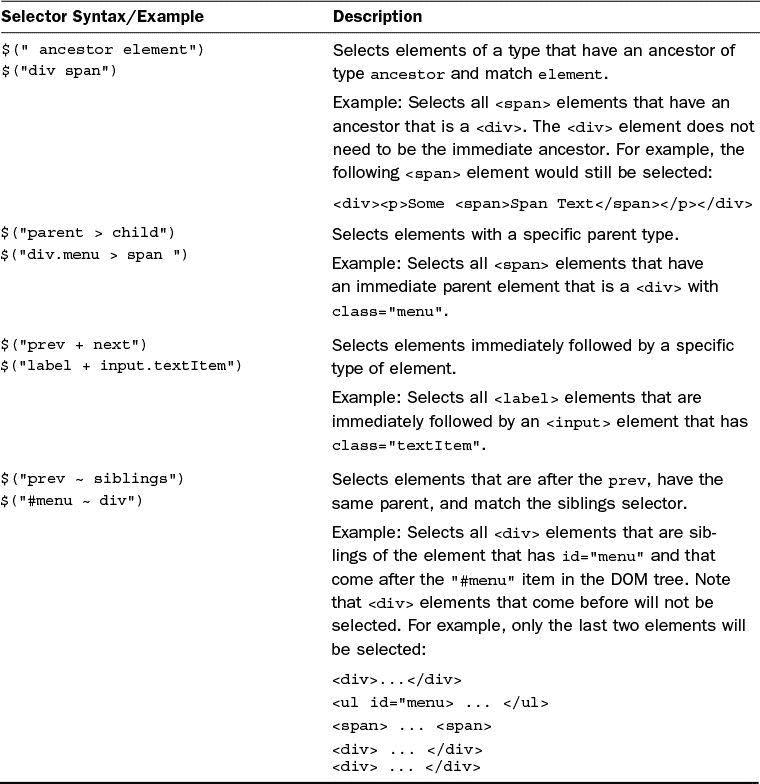 Selector Syntax/Example Description
$(" ancestor element")
$("div span")
Selects elements of a type that have an ancestor of
type ancestor and match element.
Example: Selects all <span> elements that have an
ancestor that is a <div>. The <div> element does not
need to be the immediate ancestor. For example, the
following <span> element would still be selected:
<div><p>Some <span>Span Text</span></p></div>
$("parent > child")
$("div.menu > span ")
Selects elements with a specific parent type.
Example: Selects all <span> elements that have
an immediate parent element that is a <div> with
class="menu".
$("prev + next")
$("label + input.textItem")
Selects elements immediately followed by a specific
type of element.
Example: Selects all <label> elements that are
immediately followed by an <input> element that has
class="textItem".
$("prev ~ siblings")
$("#menu ~ div")
Selects elements that are after the prev, have the
same parent, and match the siblings selector.
Example: Selects all <div> elements that are sib-
lings of the element that has id="menu" and that
come after the "#menu" item in the DOM tree. Note
that <div> elements that come before will not be
selected. For example, only the last two elements will
be selected:
<div>...</div>
<ul id="menu> ... </ul>
<span> ... <span>
<div> ... </div>
<div> ... </div>